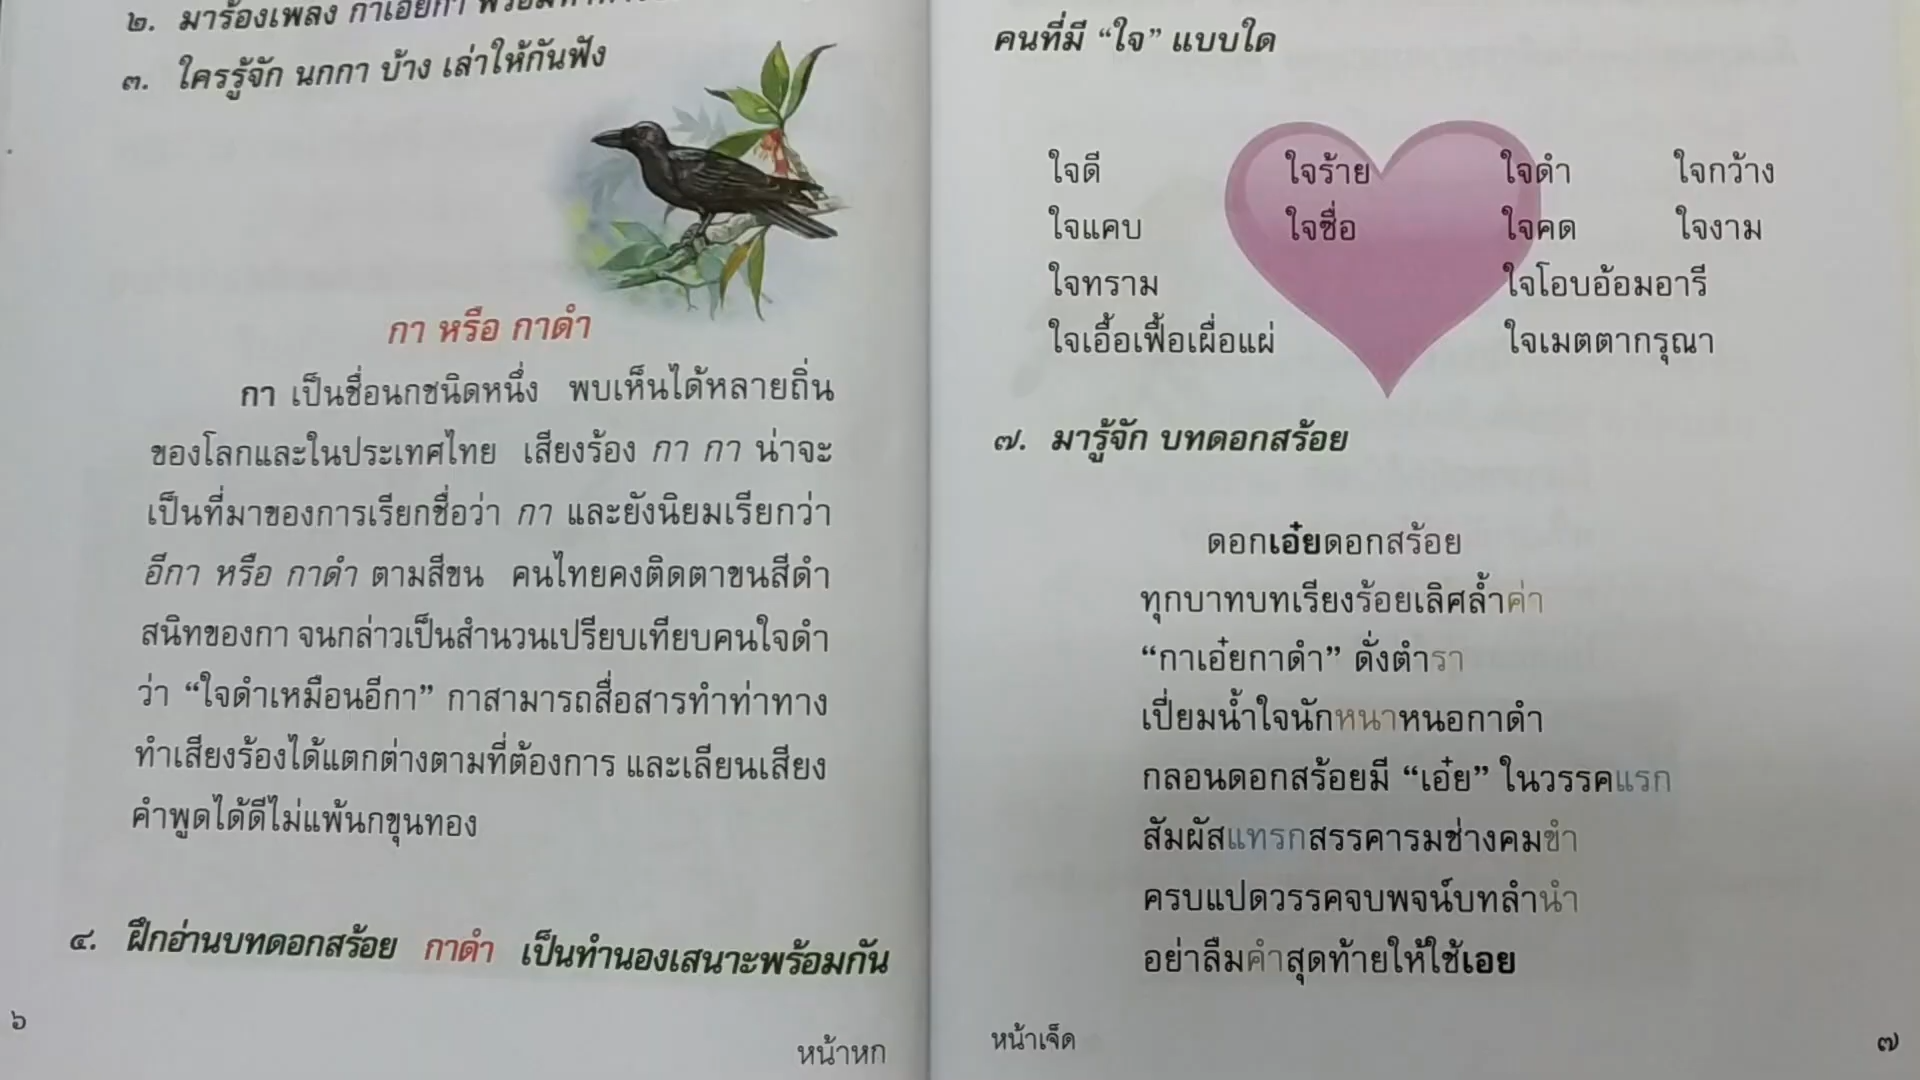 ๒. มาร้องเพลง กาเอ๋ยกา
๓. ใครรู้จัก นกกา บ้าง เล่าให้กันฟัง
กา หรือ กาดำ
กา เป็นชื่อนกชนิดหนึ่ง พบเห็นได้หลายถิ่น
ของโลกและในประเทศไทย เสียงร้อง กา กา น่าจะ
เป็นที่มาของการเรียกชื่อว่า กา และยังนิยมเรียกว่า
อีกา หรือ กาดำ ตามสีขน คนไทยคงติดตาขนสีดำ
สนิทของกา จนกล่าวเป็นสำนวนเปรียบเทียบคนใจดำ
ว่า “ใจดำเหมือนอีกา” กาสามารถสื่อสารทำท่าทาง
ทำเสียงร้องได้แตกต่างตามที่ต้องการ และเลียนเสียง
คำพูดได้ดีไม่แพ้นกขุนทอง
๔. ฝึกอ่านบทดอกสร้อย กาดำ เป็นทำนองเสนาะพร้อมกัน
๖
หน้าหก
คนที่มี “ใจ” แบบใด
ใจดี ใจร้าย ใจดำ ใจกว้าง
ใจแคบ ใจซื่อ ใจคด ใจงาม
ใจทราม ใจโอบอ้อมอารี
ใจเอื้อเฟื้อเผื่อแผ่ ใจเมตตากรุณา
๗. มารู้จัก บทดอกสร้อย
ดอกเอ๋ยดอกสร้อย
ทุกบาทบทเรียงร้อยเลิศล้ำค่า
“กาเอ๋ยกาดำ” ดั่งตำรา
เปี่ยมน้ำใจนักหนาหนอกาดำ
กลอนดอกสร้อยมี “เอ๋ย” ในวรรคแรก
สัมผัสแทรกสรรคารมช่างคมขำ
ครบแปดวรรคจบพจน์บทลำนำ
อย่าลืมคำสุดท้ายให้ใช้เอย
หน้าเจ็ด
๗